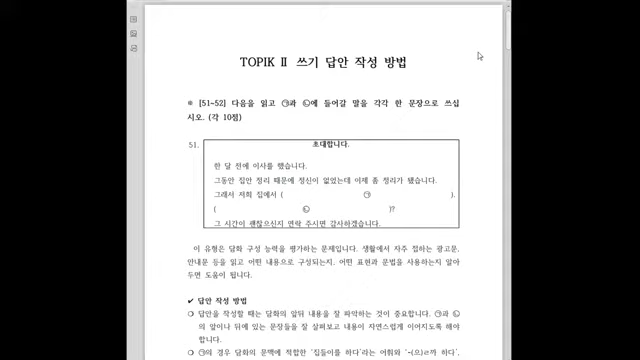 TOPIK Ⅱ 쓰기 답안 작성 방법
※ [51~52] 다음을 읽고 ㉠과 ㉡에 들어갈 말을 각각 한 문장으로 쓰십
시오. (각 10점)
51.
초대합니다.
한 달 전에 이사를 했습니다.
그동안 집안 정리 때문에 정신이 없었는데 이제 좀 정리가 됐습니다.
그래서 저희 집에서 ( ㉠ ).
( ㉡ )?
그 시간이 괜찮으신지 연락 주시면 감사하겠습니다.
이 유형은 담화 구성 능력을 평가하는 문제입니다. 생활에서 자주 접하는 광고문,
안내문 등을 읽고 어떤 내용으로 구성되는지, 어떤 표현과 문법을 사용하는지 알아
두면 도움이 됩니다.
✔ 답안 작성 방법
❍ 답안을 작성할 때는 담화의 앞뒤 내용을 잘 파악하는 것이 중요합니다. ㉠과 ㉡
의 앞이나 뒤에 있는 문장들을 잘 살펴보고 내용이 자연스럽게 이어지도록 해야
합니다.
❍ ㉠의 경우 담화의 문맥에 적합한 '집들이를 하다'라는 어휘와 '-(으)ㄹ까 하다',